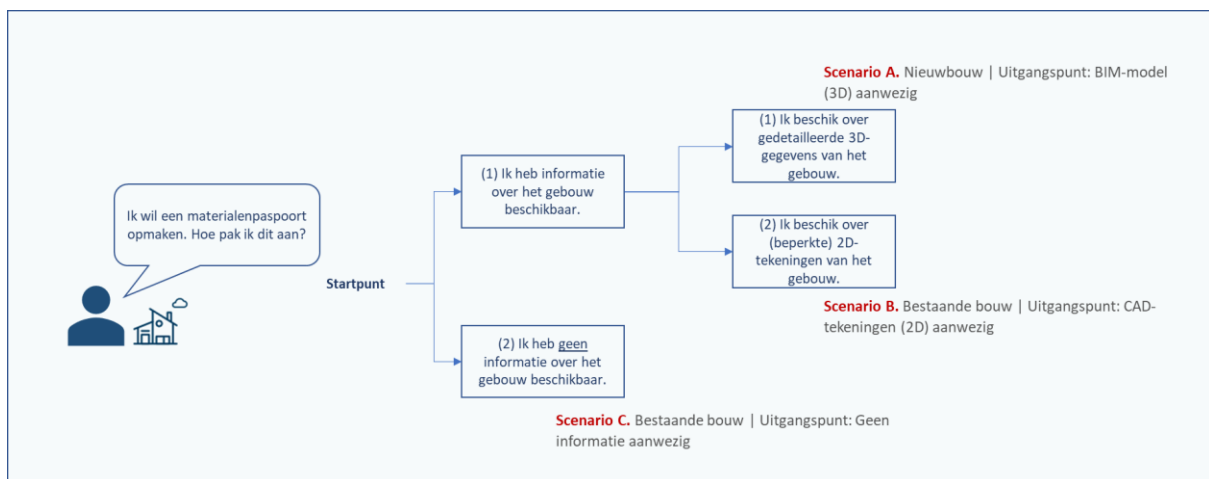 Ik wil een materialenpaspoort
opmaken. Hoe pak ik dit aan?
Startpunt
(1) Ik heb informatie
over het gebouw
beschikbaar.
(2) Ik heb geen
informatie over het
gebouw beschikbaar.
Scenario C. Bestaande bouw | Uitgangspunt: Geen
informatie aanwezig
Scenario A. Nieuwbouw | Uitgangspunt: BIM-model
(3D) aanwezig
(1) Ik beschik over
gedetailleerde 3D-
gegevens van het
gebouw.
(2) Ik beschik over
(beperkte) 2D-
tekeningen van het
gebouw.
Scenario B. Bestaande bouw | Uitgangspunt: CAD-
tekeningen (2D) aanwezig